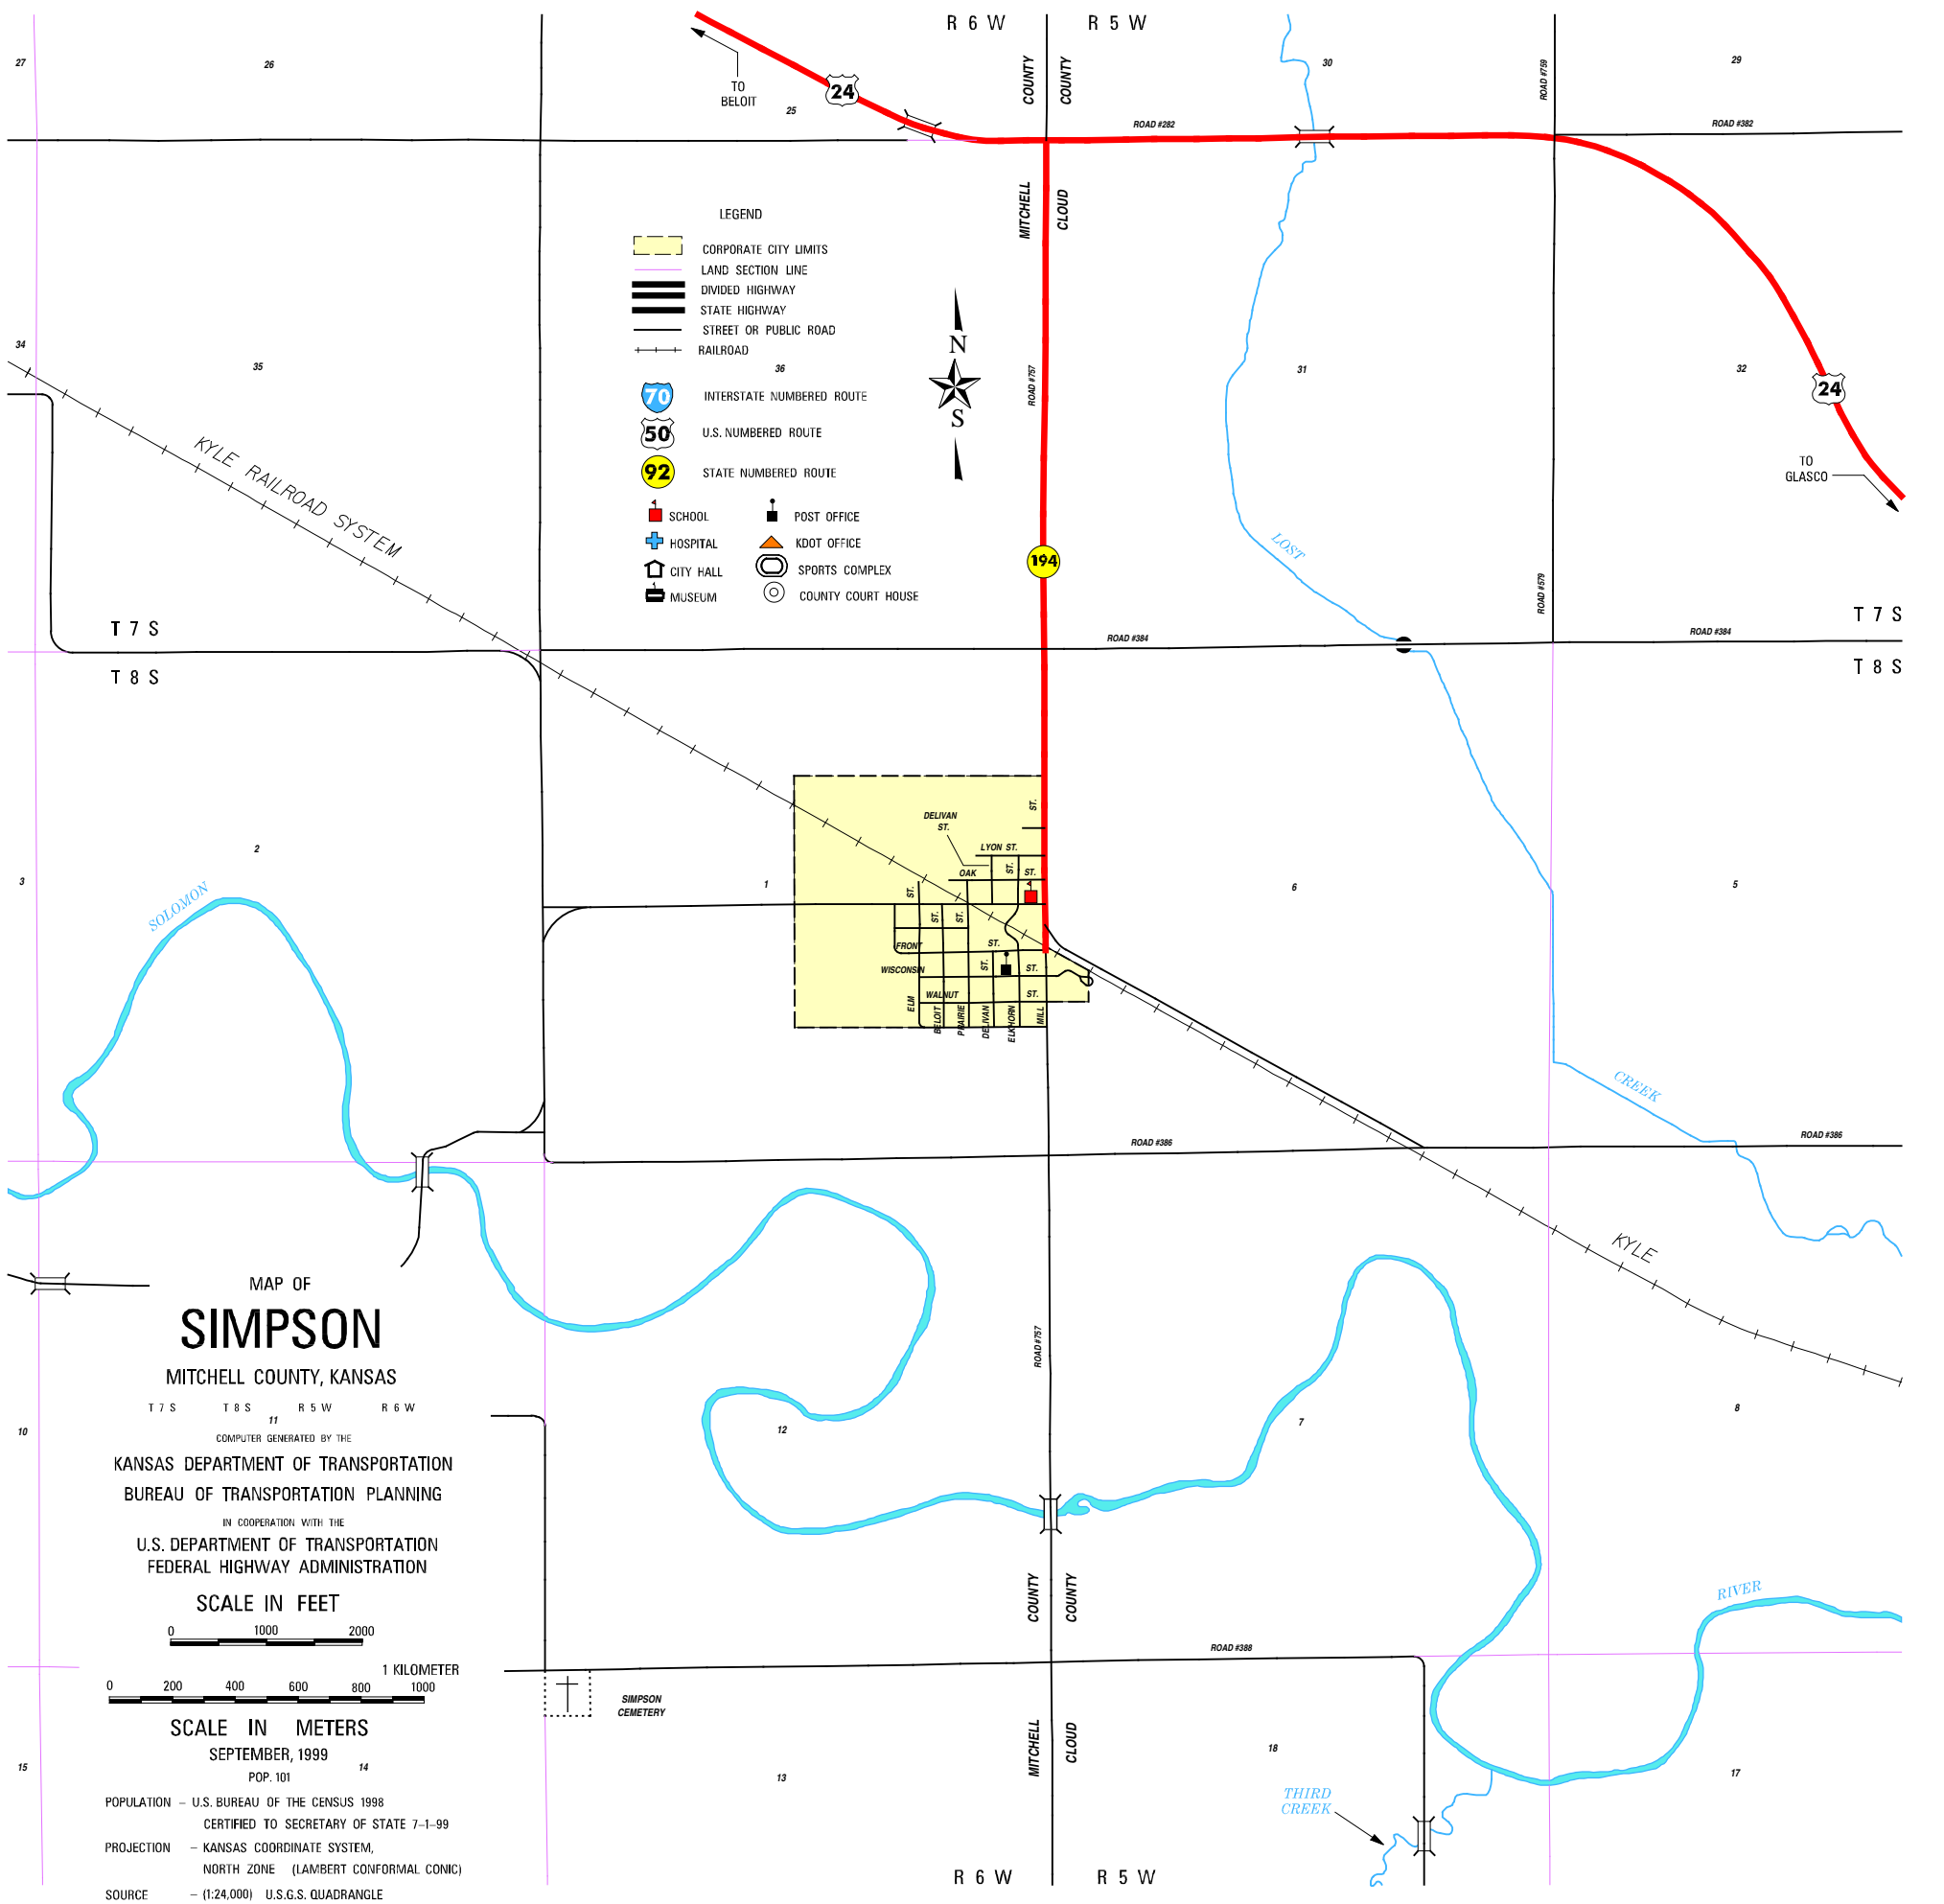 R 6 W
R 5 W
27
26
25
30
29
TO
BELOIT
24
COUNTY
COUNTY
ROAD #759
ROAD #282
ROAD #382
MITCHELL
CLOUD
LEGEND
CORPORATE CITY LIMITS
LAND SECTION LINE
DIVIDED HIGHWAY
STATE HIGHWAY
STREET OR PUBLIC ROAD
RAILROAD
70 INTERSTATE NUMBERED ROUTE
50 U.S. NUMBERED ROUTE
92 STATE NUMBERED ROUTE
SCHOOL
POST OFFICE
HOSPITAL
KDOT OFFICE
CITY HALL
SPORTS COMPLEX
MUSEUM
COUNTY COURT HOUSE
N
S
34
35
36
31
32
ROAD #757
24
TO
GLASCO
KYLE RAILROAD SYSTEM
LOST
194
ROAD #579
T 7 S
T 7 S
ROAD #384
ROAD #384
T 8 S
T 8 S
3
2
1
6
5
SOLOMON
ST.
DELIVAN
ST.
LYON ST.
ST.
OAK ST.
ST.
ST.
ST.
FRONT ST.
WISCONSIN ST.
ST.
WALNUT ST.
ELM
BELOIT
PRAIRIE
DELIVAN
ELKHORN
MILL
CREEK
ROAD #386
ROAD #386
KYLE
ROAD #757
MAP OF
SIMPSON
MITCHELL COUNTY, KANSAS
T 7 S T 8 S R 5 W R 6 W
11
10
12
7
8
COMPUTER GENERATED BY THE
KANSAS DEPARTMENT OF TRANSPORTATION
BUREAU OF TRANSPORTATION PLANNING
IN COOPERATION WITH THE
U.S. DEPARTMENT OF TRANSPORTATION
FEDERAL HIGHWAY ADMINISTRATION
SCALE IN FEET
0 1000 2000
1 KILOMETER
0 200 400 600 800 1000
SCALE IN METERS
SEPTEMBER, 1999
POP. 101
POPULATION – U.S. BUREAU OF THE CENSUS 1998
CERTIFIED TO SECRETARY OF STATE 7–1–99
PROJECTION – KANSAS COORDINATE SYSTEM,
NORTH ZONE (LAMBERT CONFORMAL CONIC)
SOURCE – (1:24,000) U.S.G.S. QUADRANGLE
COUNTY
COUNTY
RIVER
ROAD #388
SIMPSON
CEMETERY
MITCHELL
CLOUD
15
14
13
18
17
THIRD
CREEK
R 6 W
R 5 W